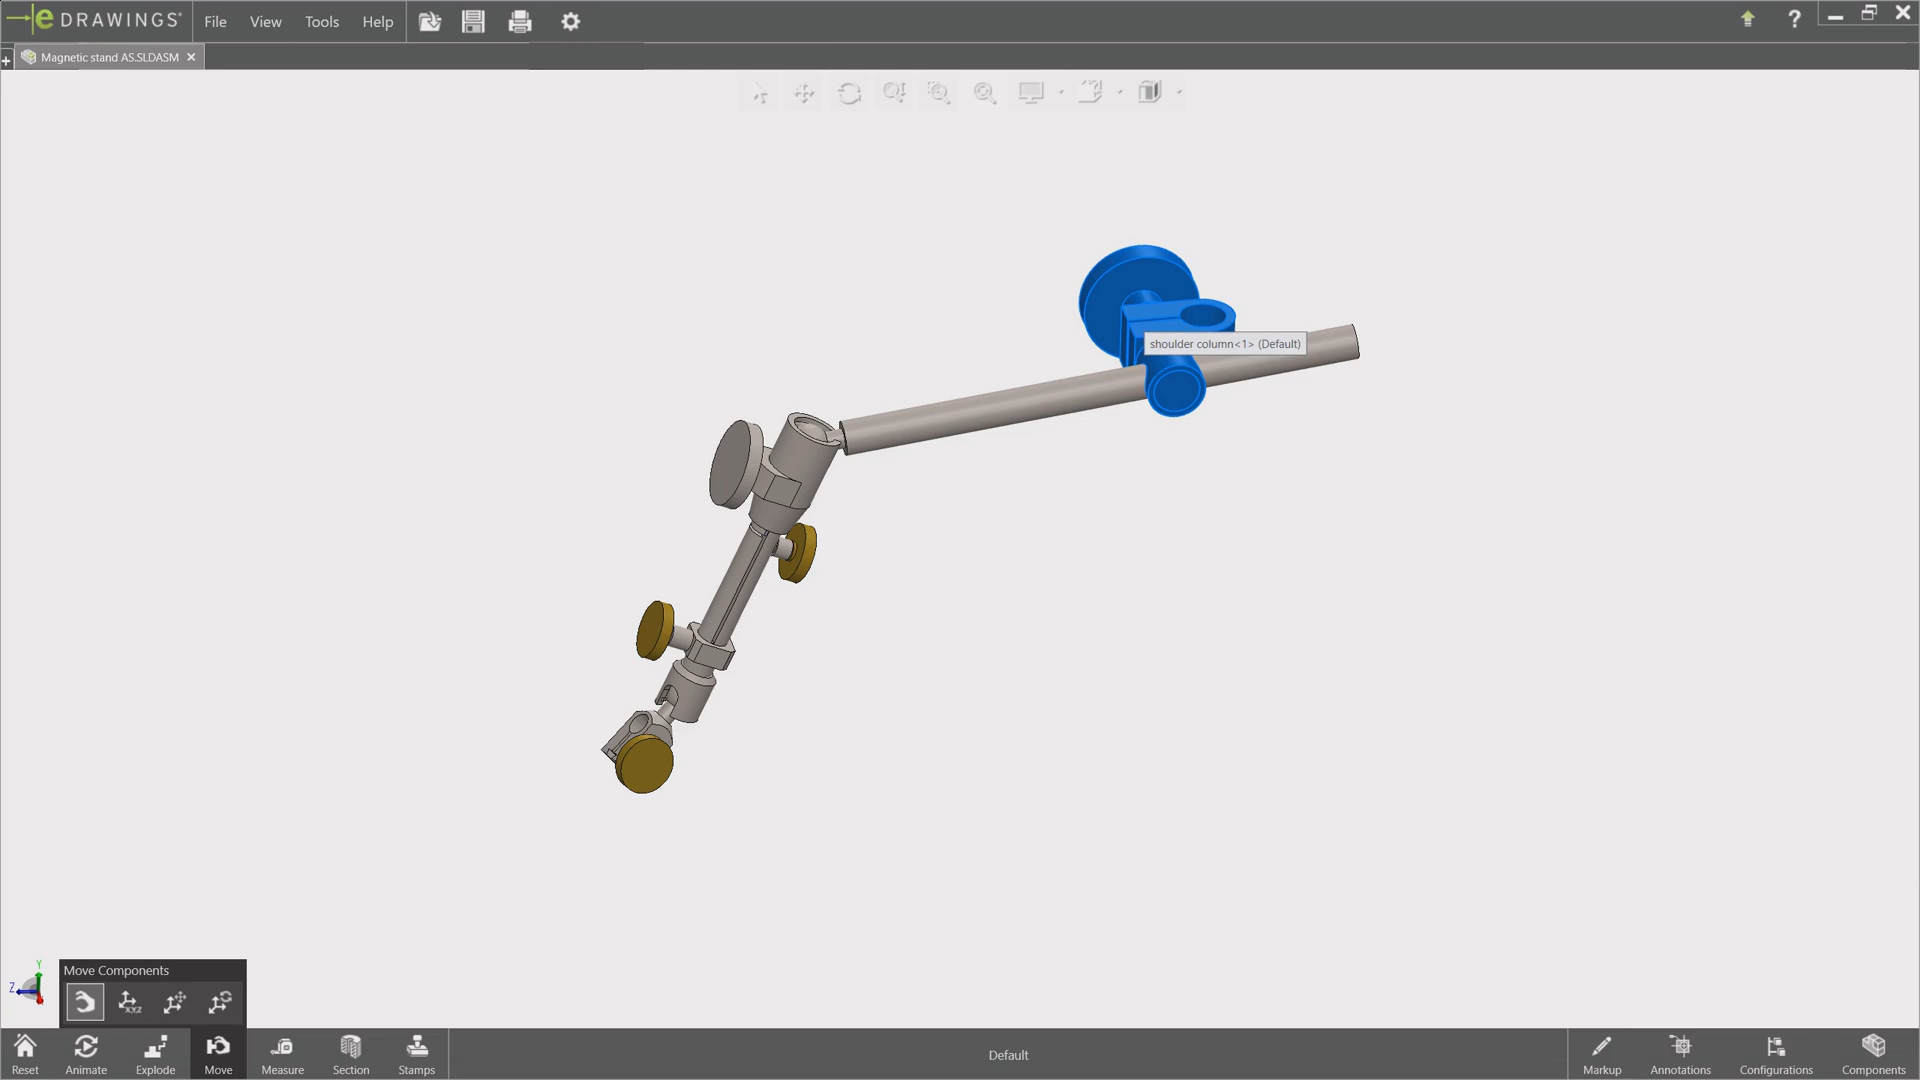 eDRAWINGS®
File View Tools Help
?
Magnetic stand AS.SLDASM
shoulder column<1> (Default)
Y
Z
Move Components
X,Y,Z
Reset Animate Explode Move Measure Section Stamps
Default
Markup Annotations Configurations Components